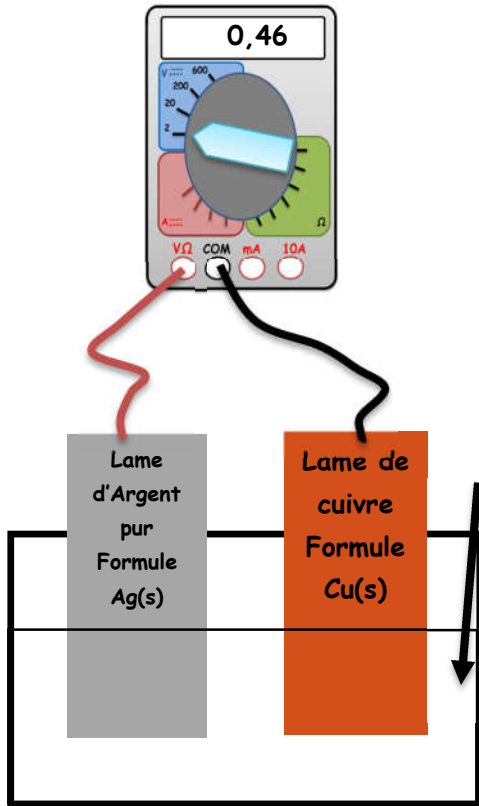 0,46
V
600
200
20
2
A
Ω
VΩ COM mA 10A
Lame
d'Argent
pur
Formule
Ag(s)
Lame de
cuivre
Formule
Cu(s)